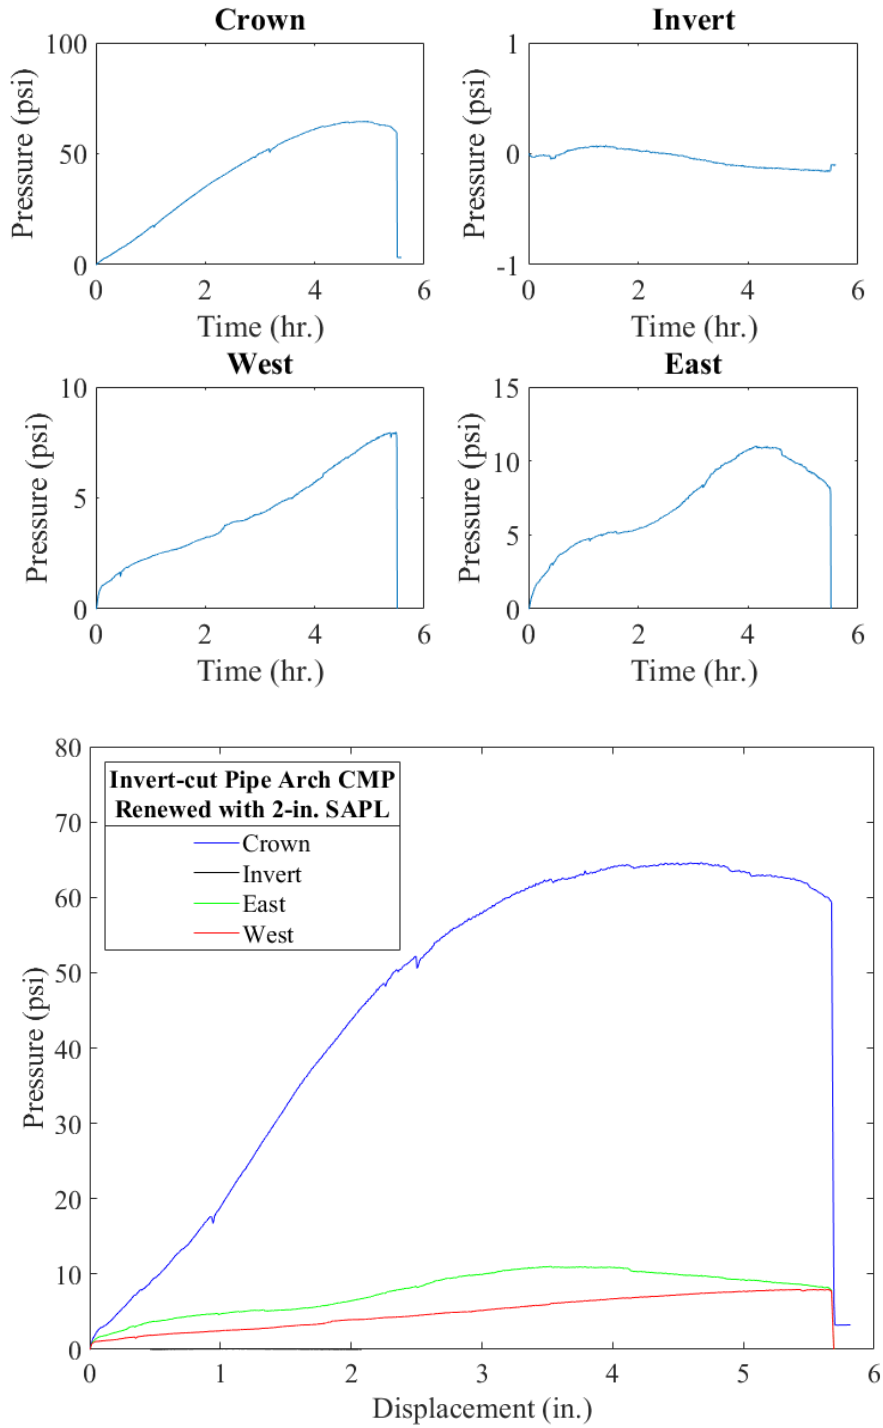 Crown
Pressure (psi)
100
50
0
0 2 4 6
Time (hr.)
Invert
Pressure (psi)
1
0
-1
0 2 4 6
Time (hr.)
West
Pressure (psi)
10
5
0
0 2 4 6
Time (hr.)
East
Pressure (psi)
15
10
5
0
0 2 4 6
Time (hr.)
Pressure (psi)
80
70
60
50
40
30
20
10
0
Invert-cut Pipe Arch CMP
Renewed with 2-in. SAPL
Crown
Invert
East
West
0 1 2 3 4 5 6
Displacement (in.)